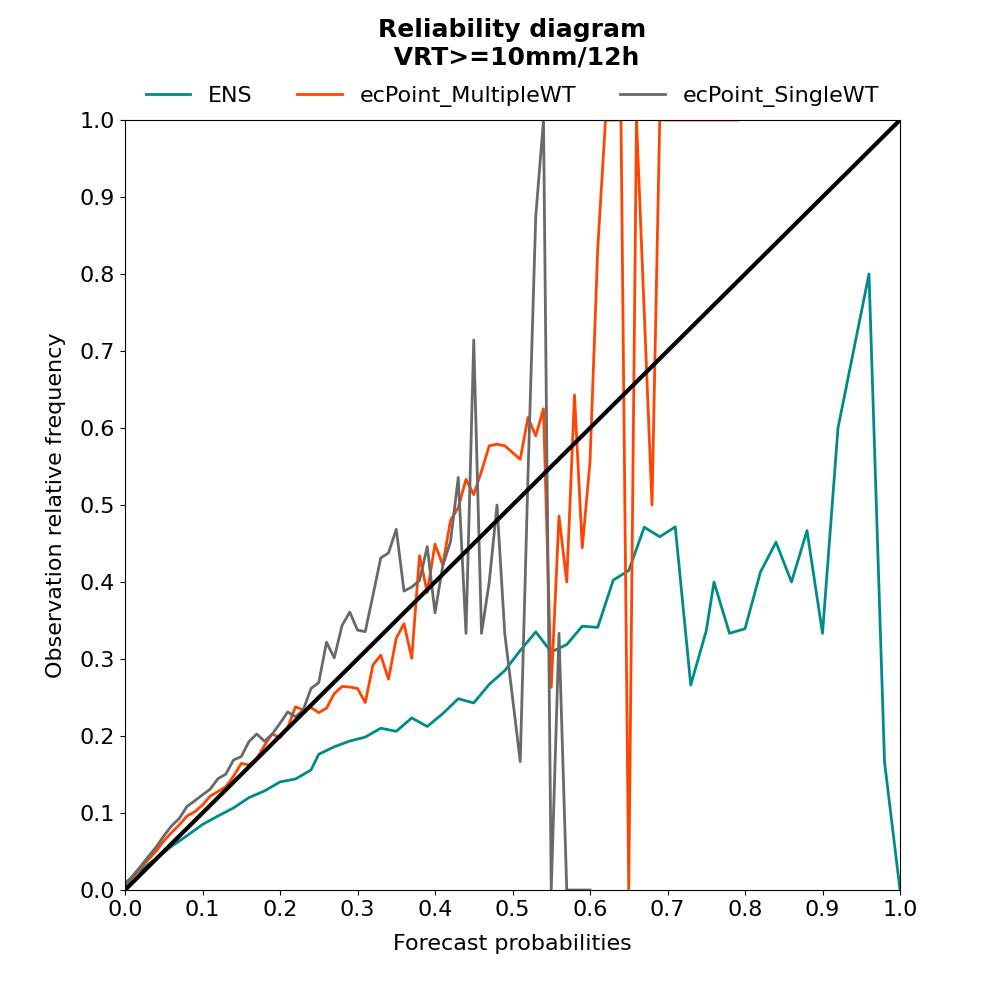 Reliability diagram
VRT>=10mm/12h
ENS ecPoint_MultipleWT ecPoint_SingleWT
1.0
0.9
0.8
0.7
0.6
0.5
0.4
0.3
0.2
0.1
0.0
Observation relative frequency
0.0 0.1 0.2 0.3 0.4 0.5 0.6 0.7 0.8 0.9 1.0
Forecast probabilities